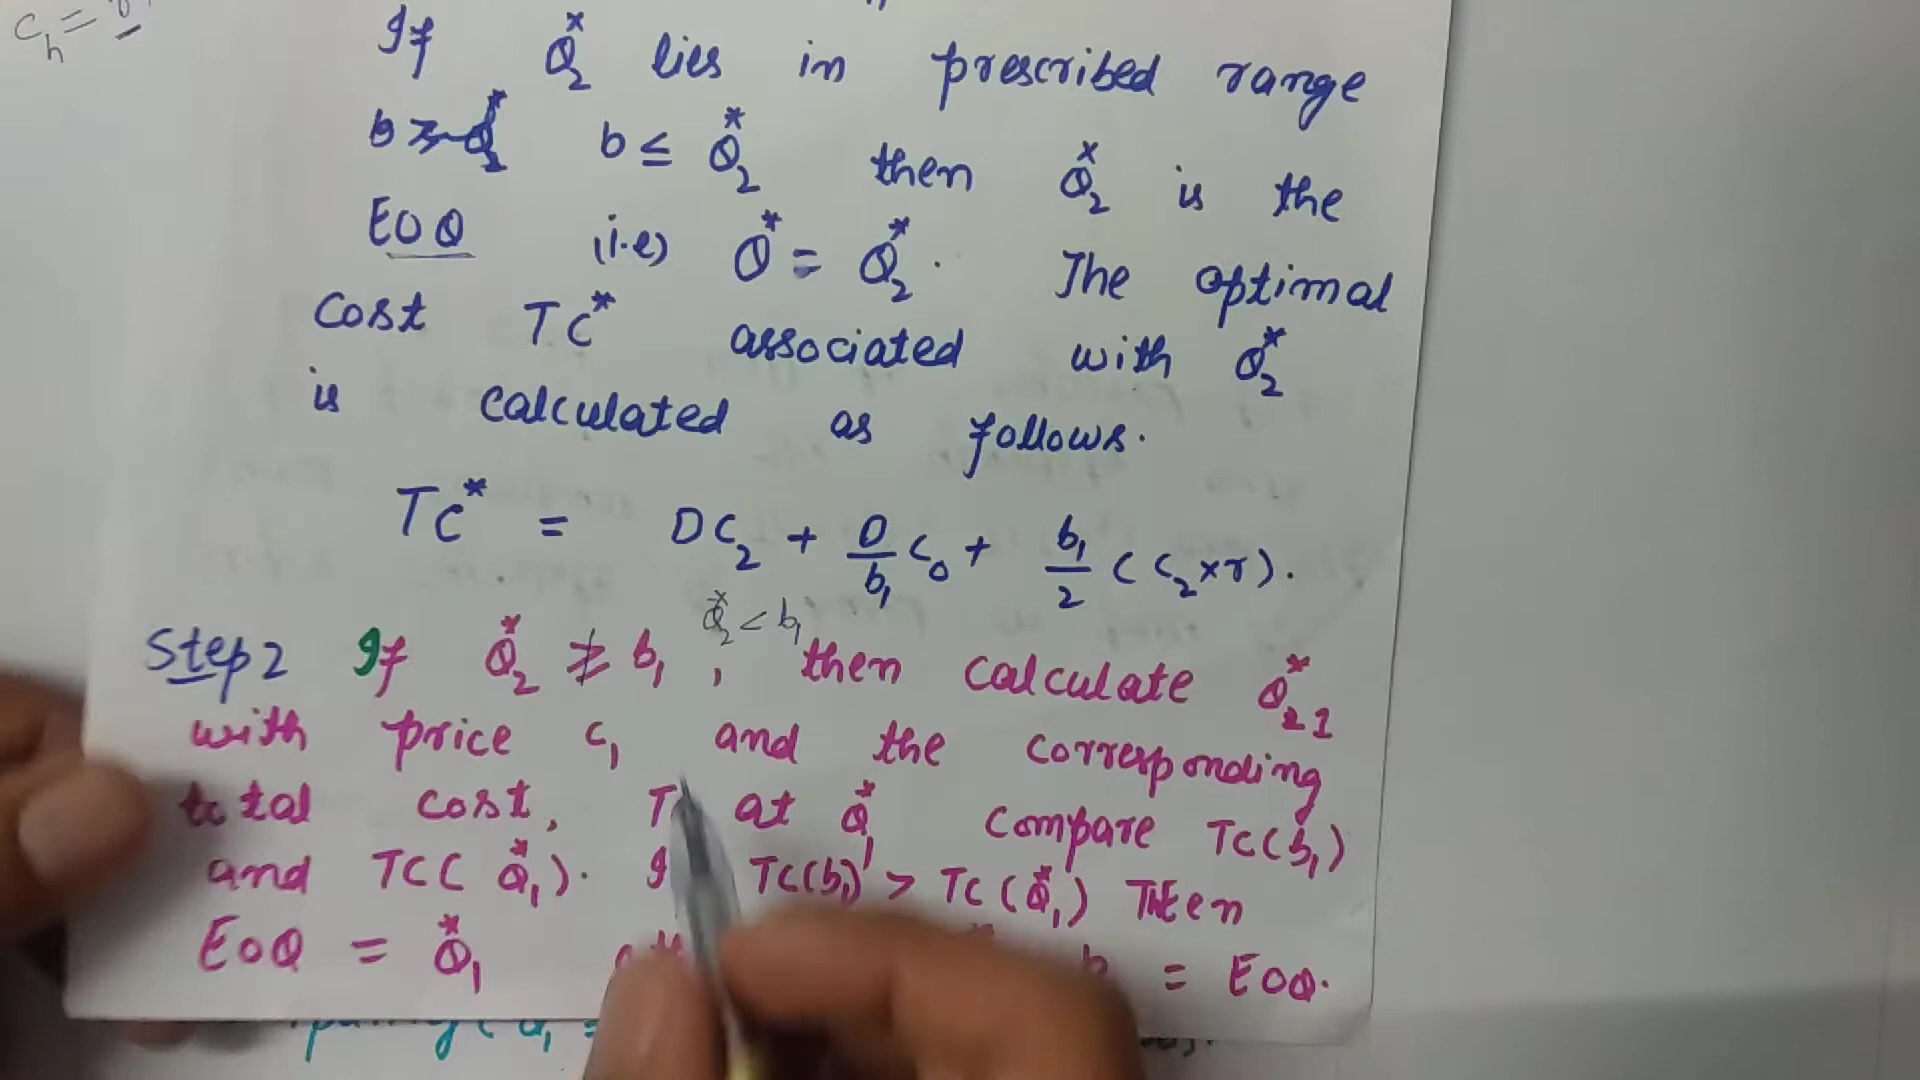 Ch =
If Q2* lies in prescribed range
b ≤ Q2* then Q2* is the
EOQ (i.e) Q* = Q2*. The optimal
cost TC* associated with Q2*
is calculated as follows.
TC* = DC2 + D/b1 C0 + b1/2 (C2×r).
Q2* < b1
Step 2 If Q2* ≱ b1, then calculate Q1*
with price c1 and the corresponding
total cost, at Q1* compare TC(b1)
and TC(Q1*). TC(b1) > TC(Q1*) THEen
EOQ = Q1* = EOQ.